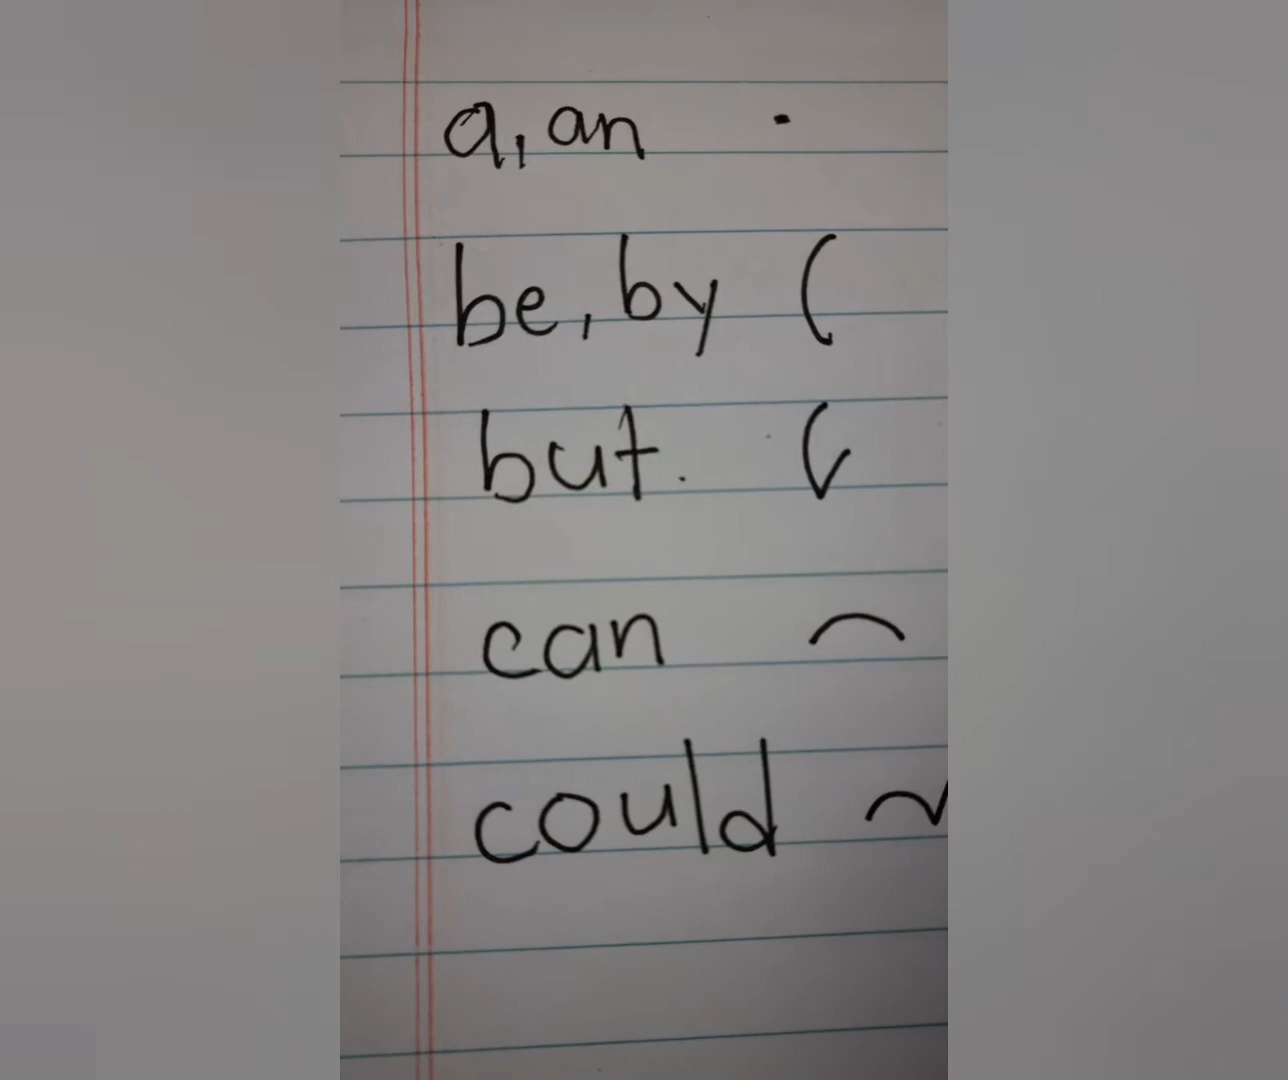 a, an .
be, by (
but.
can
could